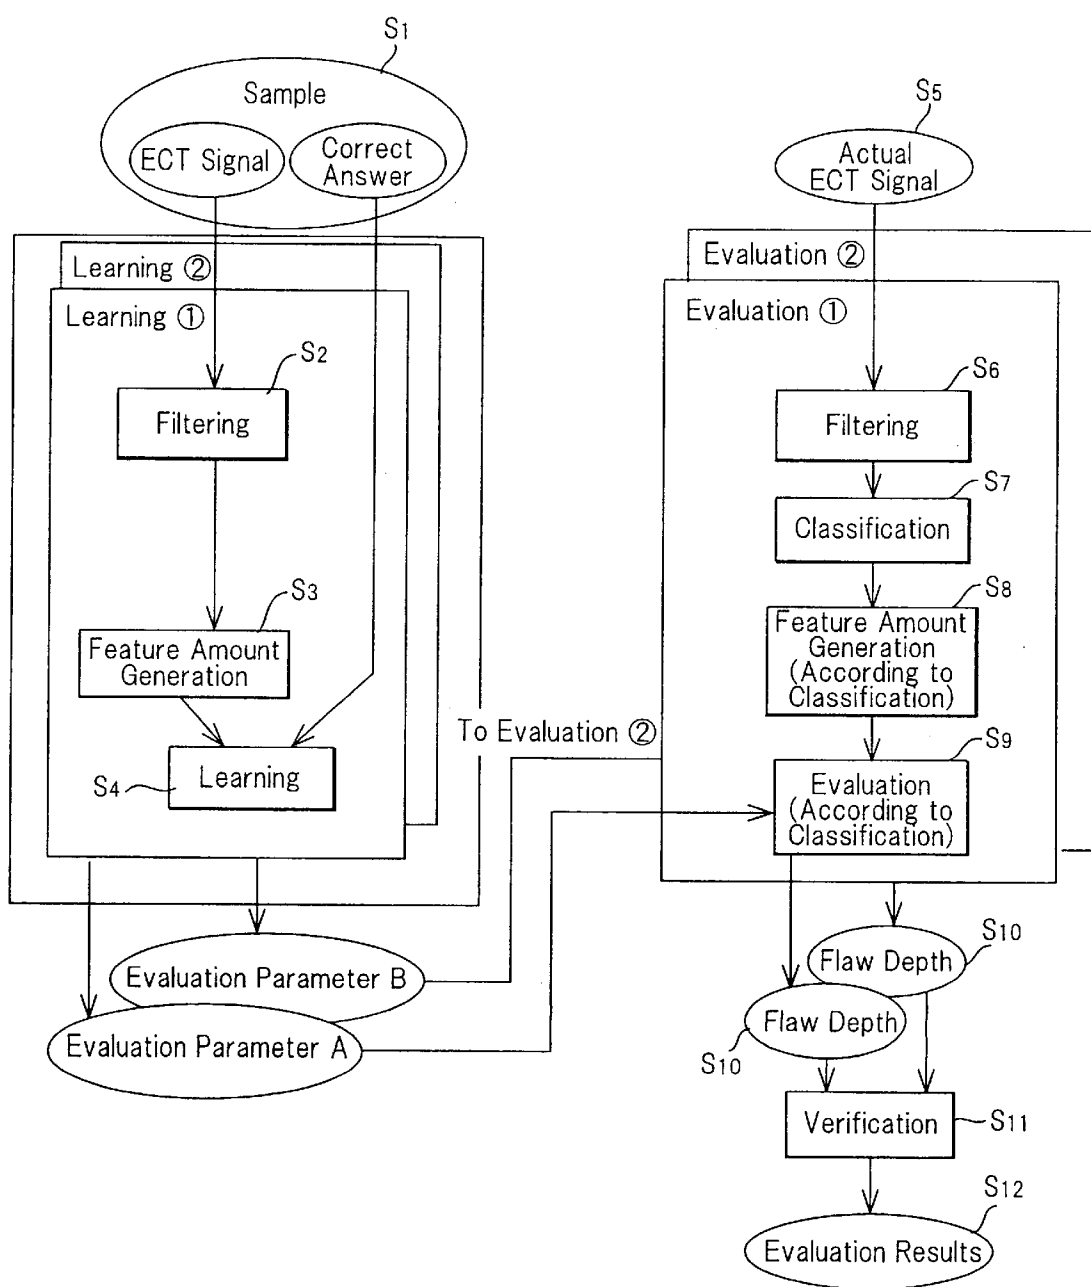 S1
Sample
ECT Signal
Correct
Answer
Learning ②
Learning ①
S2
Filtering
S3
Feature Amount
Generation
S4
Learning
Evaluation Parameter B
Evaluation Parameter A
To Evaluation ②
S5
Actual
ECT Signal
Evaluation ②
Evaluation ①
S6
Filtering
S7
Classification
S8
Feature Amount
Generation
(According to
Classification)
S9
Evaluation
(According to
Classification)
S10
Flaw Depth
Flaw Depth
S10
Verification
S11
S12
Evaluation Results